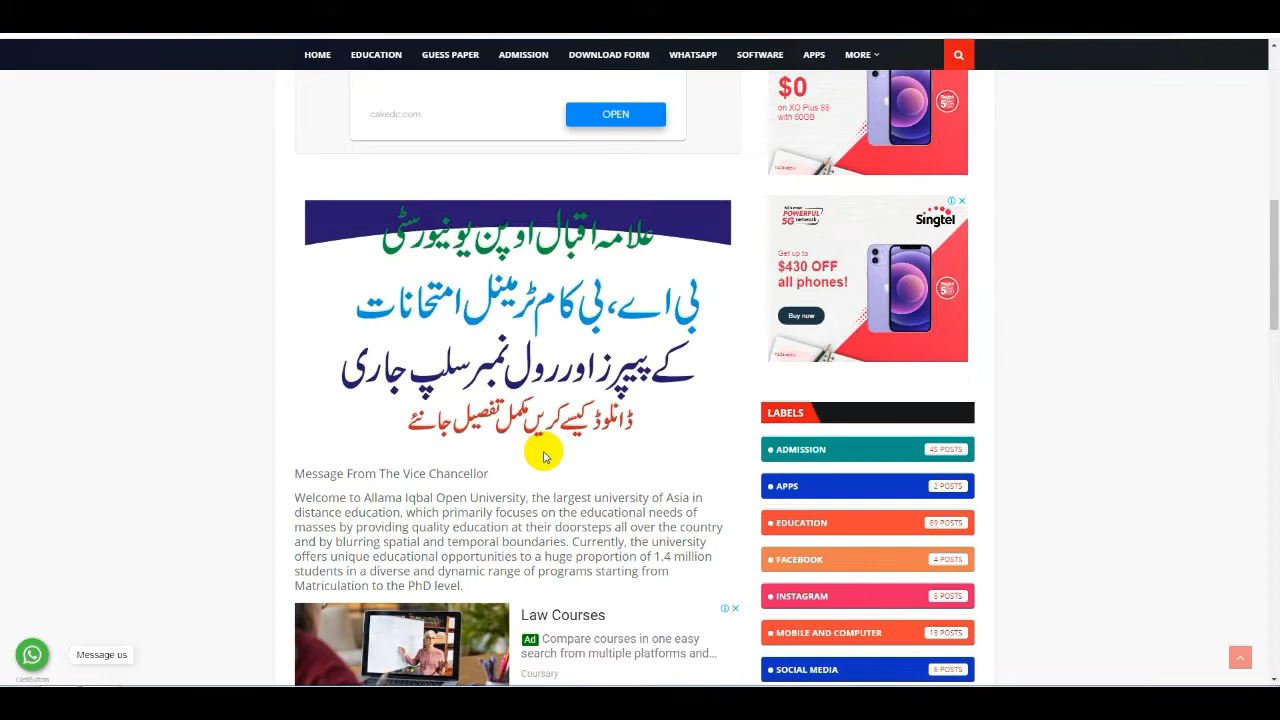 HOME EDUCATION GUESS PAPER ADMISSION DOWNLOAD FORM WHATSAPP SOFTWARE APPS MORE
cakedc.com
OPEN
علامہ اقبال اوپن یونیورسٹی
بی اے، بی کام ٹرمینل امتحانات
کے پیپرز اور رول نمبر سلپ جاری
ڈانلوڈ کیسے کریں مکمل تفصیل جانئے
Message From The Vice Chancellor
Welcome to Allama Iqbal Open University, the largest university of Asia in
distance education, which primarily focuses on the educational needs of
masses by providing quality education at their doorsteps all over the country
and by blurring spatial and temporal boundaries. Currently, the university
offers unique educational opportunities to a huge proportion of 1.4 million
students in a diverse and dynamic range of programs starting from
Matriculation to the PhD level.
Law Courses
Ad Compare courses in one easy
search from multiple platforms and...
Coursary
$0
on XO Plus 88
with 60GB
POWERFUL
5G network
Singtel
Get up to
$430 OFF
all phones!
Buy now
LABELS
ADMISSION 45 POSTS
APPS 2 POSTS
EDUCATION 89 POSTS
FACEBOOK 4 POSTS
INSTAGRAM 6 POSTS
MOBILE AND COMPUTER 18 POSTS
SOCIAL MEDIA 6 POSTS
Message us
GetButton